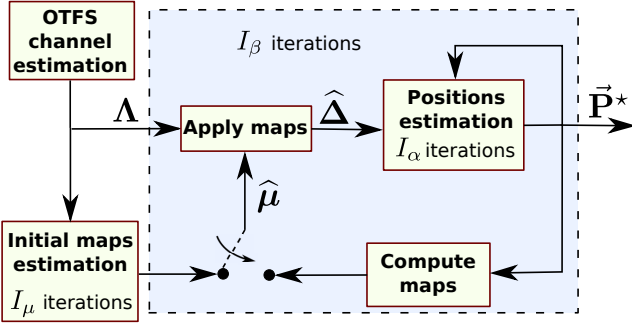 OTFS
channel
estimation
I_β iterations
Λ
Apply maps
Δ̂
Positions
estimation
I_α iterations
P⃗*
μ̂
Initial maps
estimation
I_μ iterations
Compute
maps